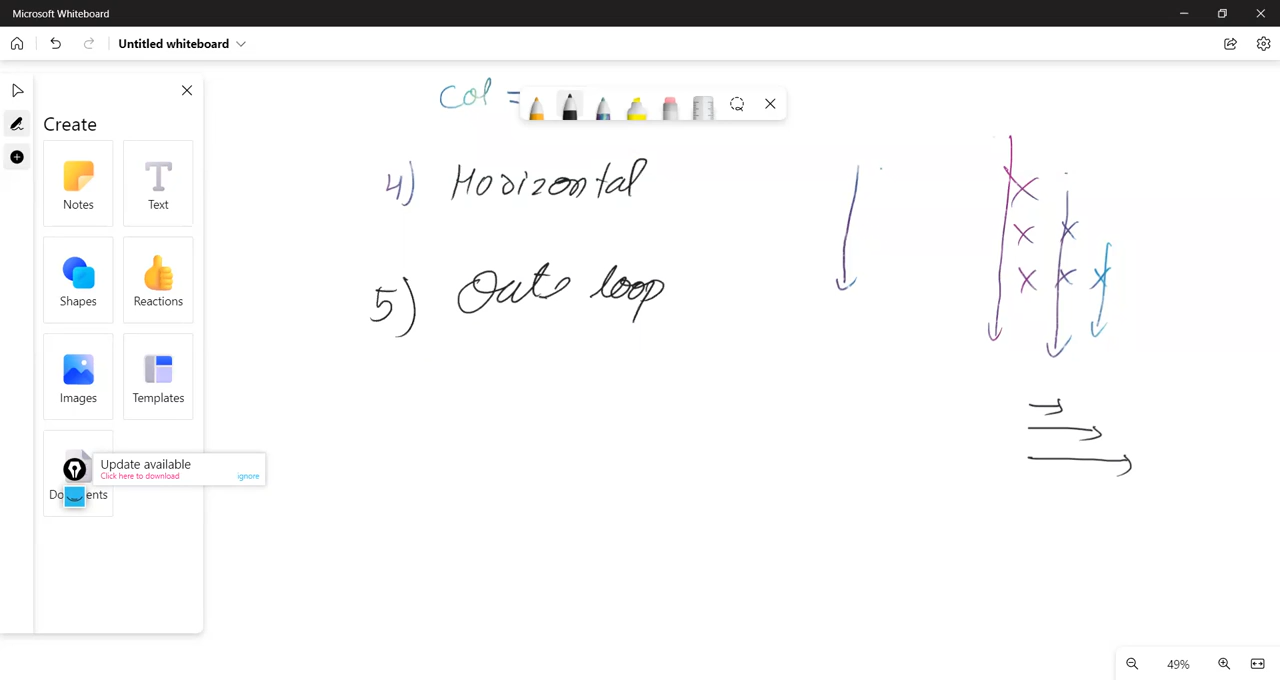 Microsoft Whiteboard
Untitled whiteboard
Create
Notes
Text
Shapes
Reactions
Images
Templates
Update available
Click here to download
ignore
Col =
4) Horizontal
5) loop
49%